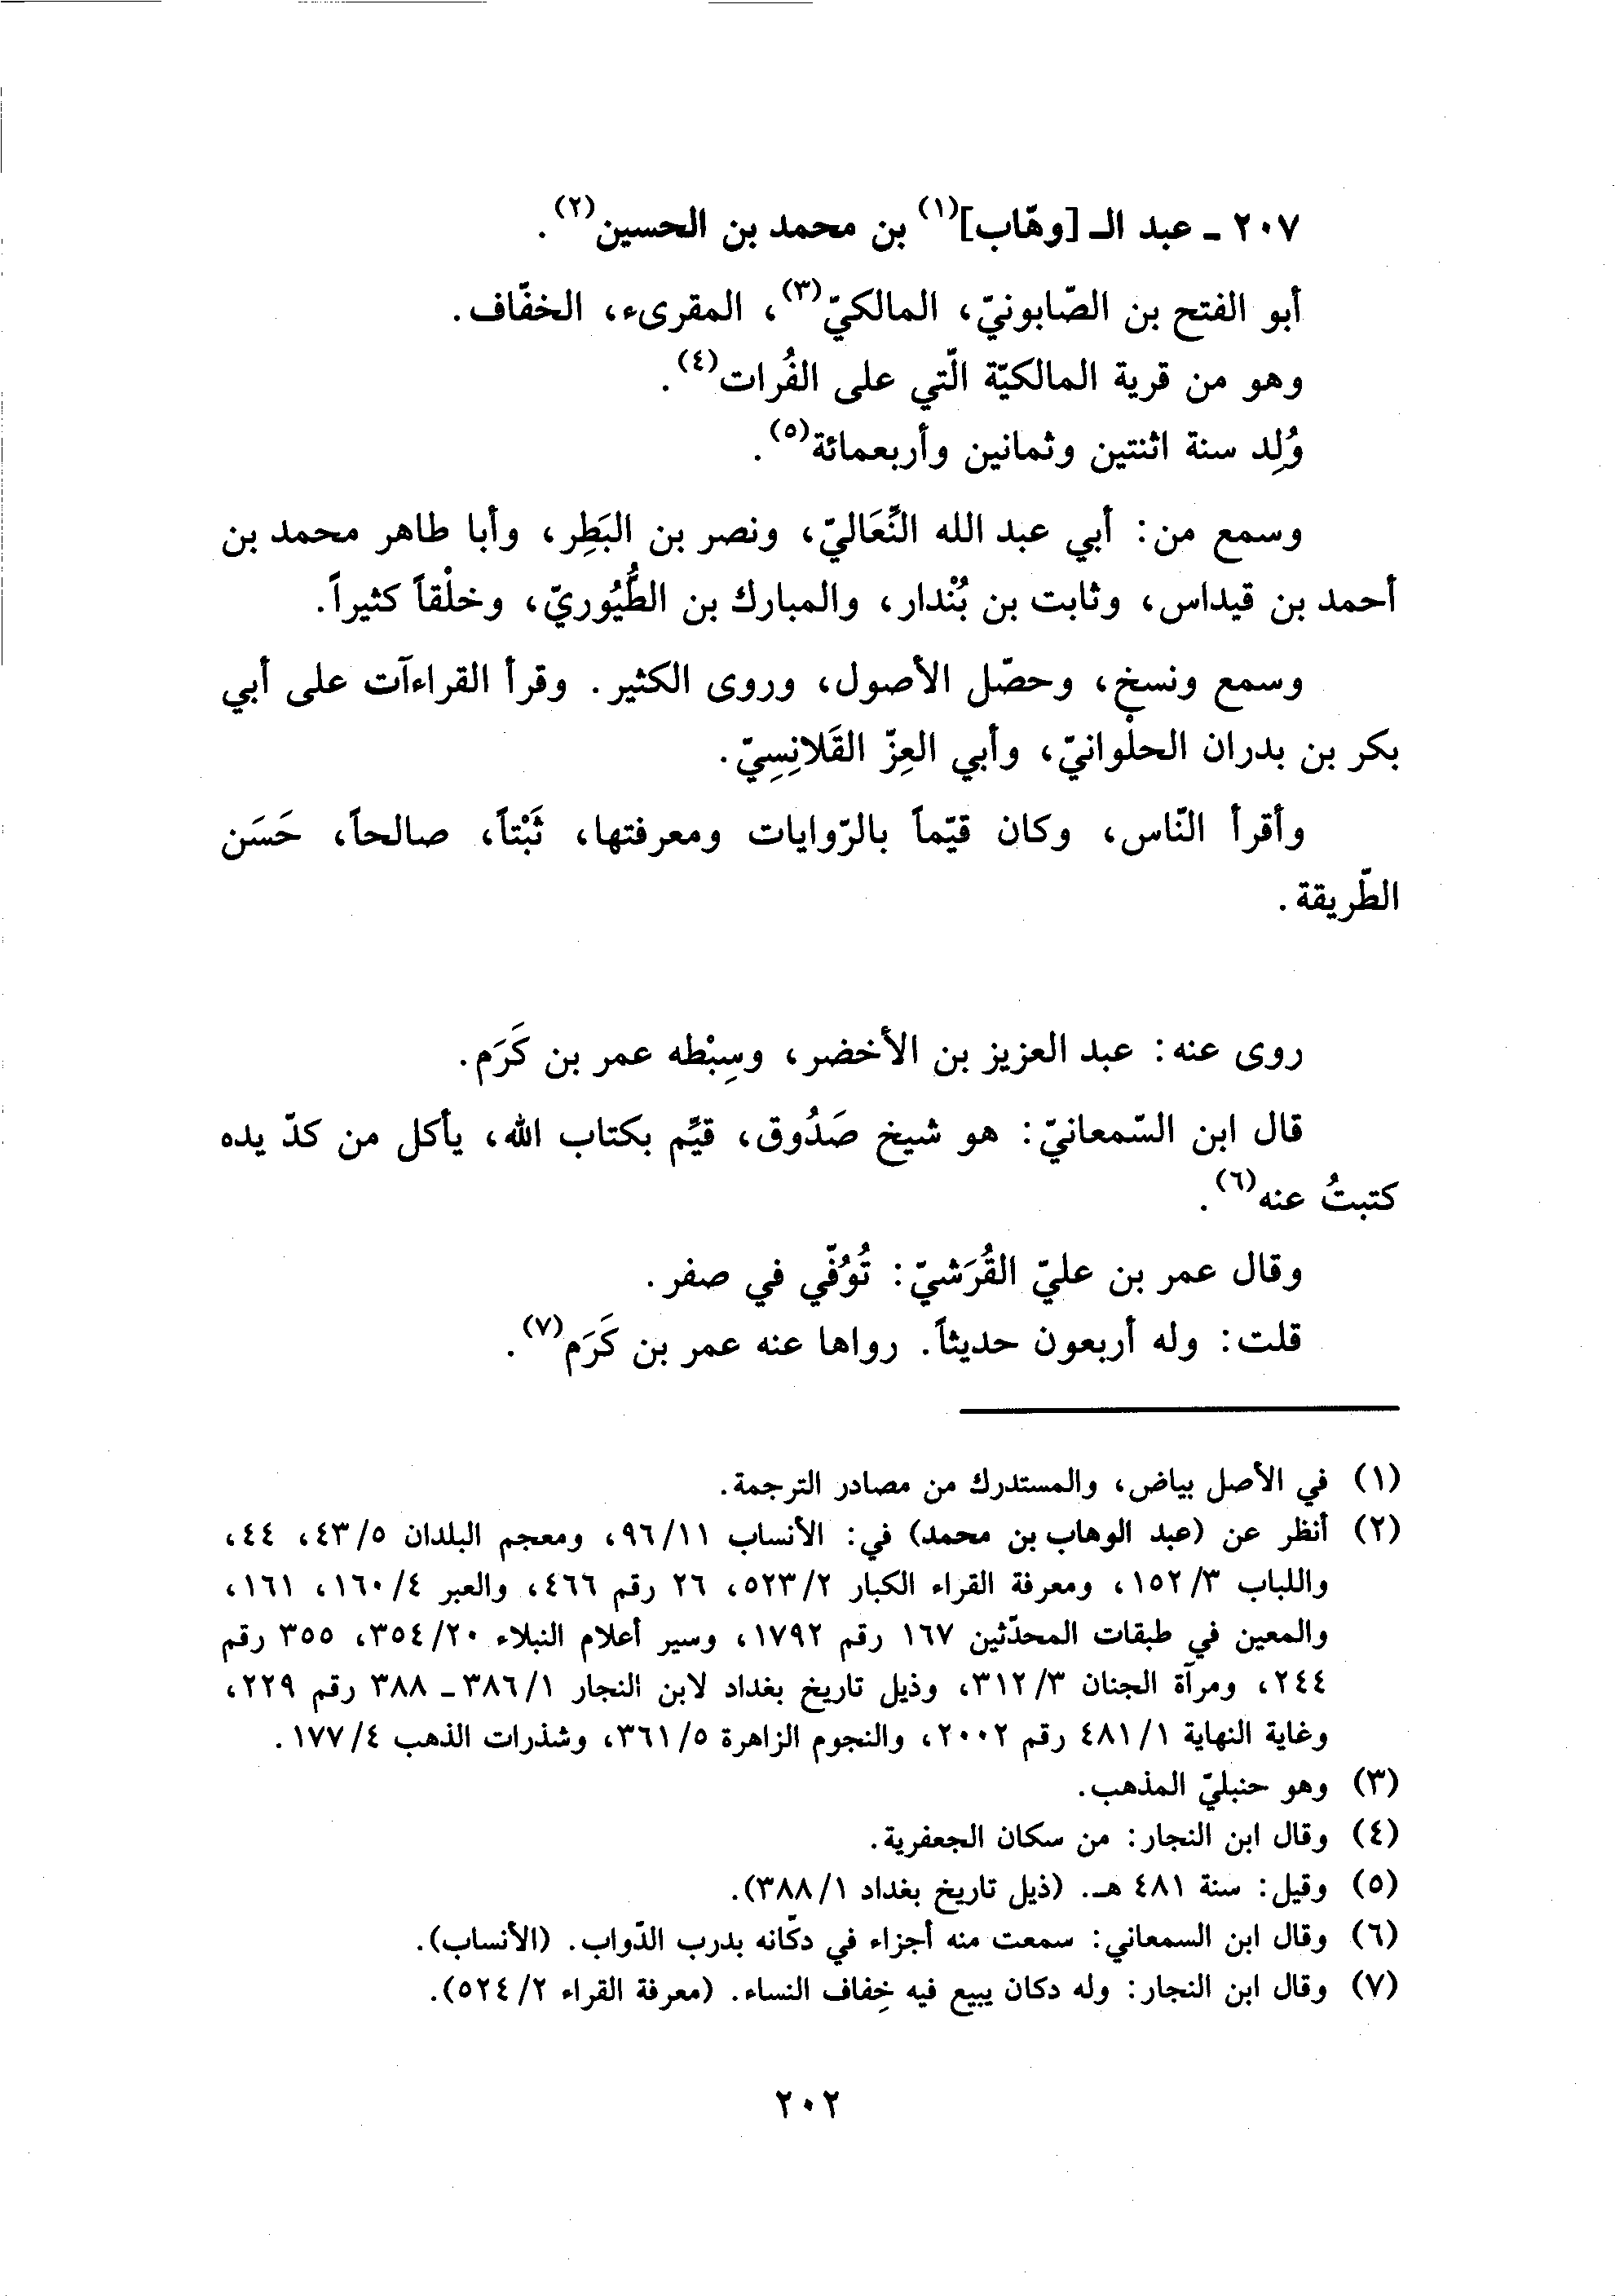 ٢٠٧ ـ عبد الـ [وهّاب](١) بن محمد بن الحسين(٢).
أبو الفتح بن الصّابونيّ، المالكيّ(٣)، المقرىء، الخفّاف.
وهو من قرية المالكيّة الّتي على الفُرات(٤).
وُلِد سنة اثنتين وثمانين وأربعمائة(٥).
وسمع من: أبي عبد الله النِّعَاليّ، ونصر بن البَطِر، وأبا طاهر محمد بن
أحمد بن قيداس، وثابت بن بُنْدار، والمبارك بن الطُّيُوريّ، وخلْقاً كثيراً.
وسمع ونسخ، وحصّل الأصول، وروى الكثير. وقرأ القراءآت على أبي
بكر بن بدران الحلْوانيّ، وأبي العِزّ القَلانِسِيّ.
وأقرأ النّاس، وكان قيّماً بالرّوايات ومعرفتها، ثَبْتاً، صالحاً، حَسَن
الطّريقة.
روى عنه: عبد العزيز بن الأخضر، وسِبْطه عمر بن كَرَم.
قال ابن السّمعانيّ: هو شيخ صَدُوق، قيِّم بكتاب الله، يأكل من كدّ يده
كتبتُ عنه(٦).
وقال عمر بن عليّ القُرَشيّ: تُوُفّي في صفر.
قلت: وله أربعون حديثاً. رواها عنه عمر بن كَرَم(٧).
(١) في الأصل بياض، والمستدرك من مصادر الترجمة.
(٢) أنظر عن (عبد الوهاب بن محمد) في: الأنساب ٩٦/١١، ومعجم البلدان ٤٣/٥، ٤٤،
واللباب ١٥٢/٣، ومعرفة القراء الكبار ٥٢٣/٢، ٢٦ رقم ٤٦٦، والعبر ١٦٠/٤، ١٦١،
والمعين في طبقات المحدّثين ١٦٧ رقم ١٧٩٢، وسير أعلام النبلاء ٣٥٤/٢٠، ٣٥٥ رقم
٢٤٤، ومرآة الجنان ٣١٢/٣، وذيل تاريخ بغداد لابن النجار ٣٨٦/١ ـ ٣٨٨ رقم ٢٢٩،
وغاية النهاية ٤٨١/١ رقم ٢٠٠٢، والنجوم الزاهرة ٣٦١/٥، وشذرات الذهب ١٧٧/٤.
(٣) وهو حنبليّ المذهب.
(٤) وقال ابن النجار: من سكان الجعفرية.
(٥) وقيل: سنة ٤٨١ هـ. (ذيل تاريخ بغداد ٣٨٨/١).
(٦) وقال ابن السمعاني: سمعت منه أجزاء في دكّانه بدرب الدّواب. (الأنساب).
(٧) وقال ابن النجار: وله دكان يبيع فيه خِفاف النساء. (معرفة القراء ٥٢٤/٢).
٢٠٢